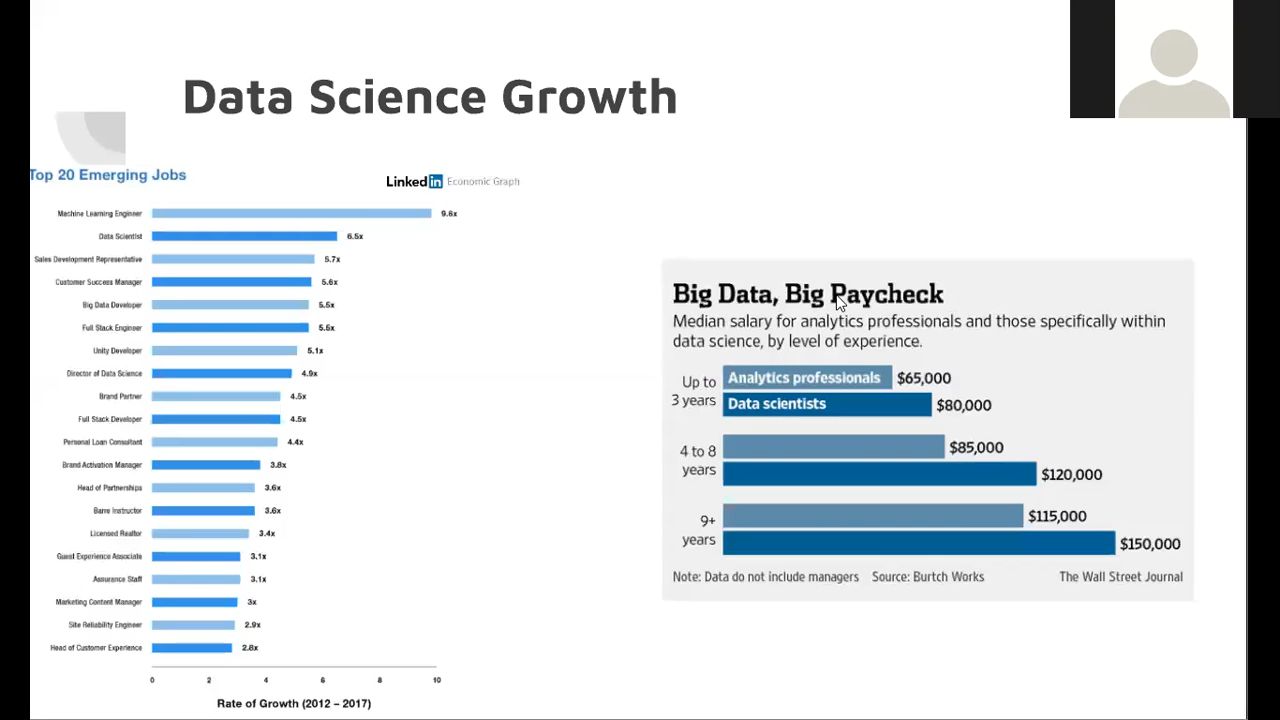 Data Science Growth
Top 20 Emerging Jobs
Linked in Economic Graph
Machine Learning Engineer 9.8x
Data Scientist 6.5x
Sales Development Representative 5.7x
Customer Success Manager 5.6x
Big Data Developer 5.5x
Full Stack Engineer 5.5x
Unity Developer 5.1x
Director of Data Science 4.9x
Brand Partner 4.5x
Full Stack Developer 4.5x
Personal Loan Consultant 4.4x
Brand Activation Manager 3.8x
Head of Partnerships 3.6x
Barre Instructor 3.6x
Licensed Realtor 3.4x
Guest Experience Associate 3.1x
Assurance Staff 3.1x
Marketing Content Manager 3x
Site Reliability Engineer 2.9x
Head of Customer Experience 2.8x
0 2 4 6 8 10
Rate of Growth (2012 – 2017)
Big Data, Big Paycheck
Median salary for analytics professionals and those specifically within
data science, by level of experience.
Up to
3 years
Analytics professionals $65,000
Data scientists $80,000
4 to 8
years
$85,000
$120,000
9+
years
$115,000
$150,000
Note: Data do not include managers Source: Burtch Works The Wall Street Journal